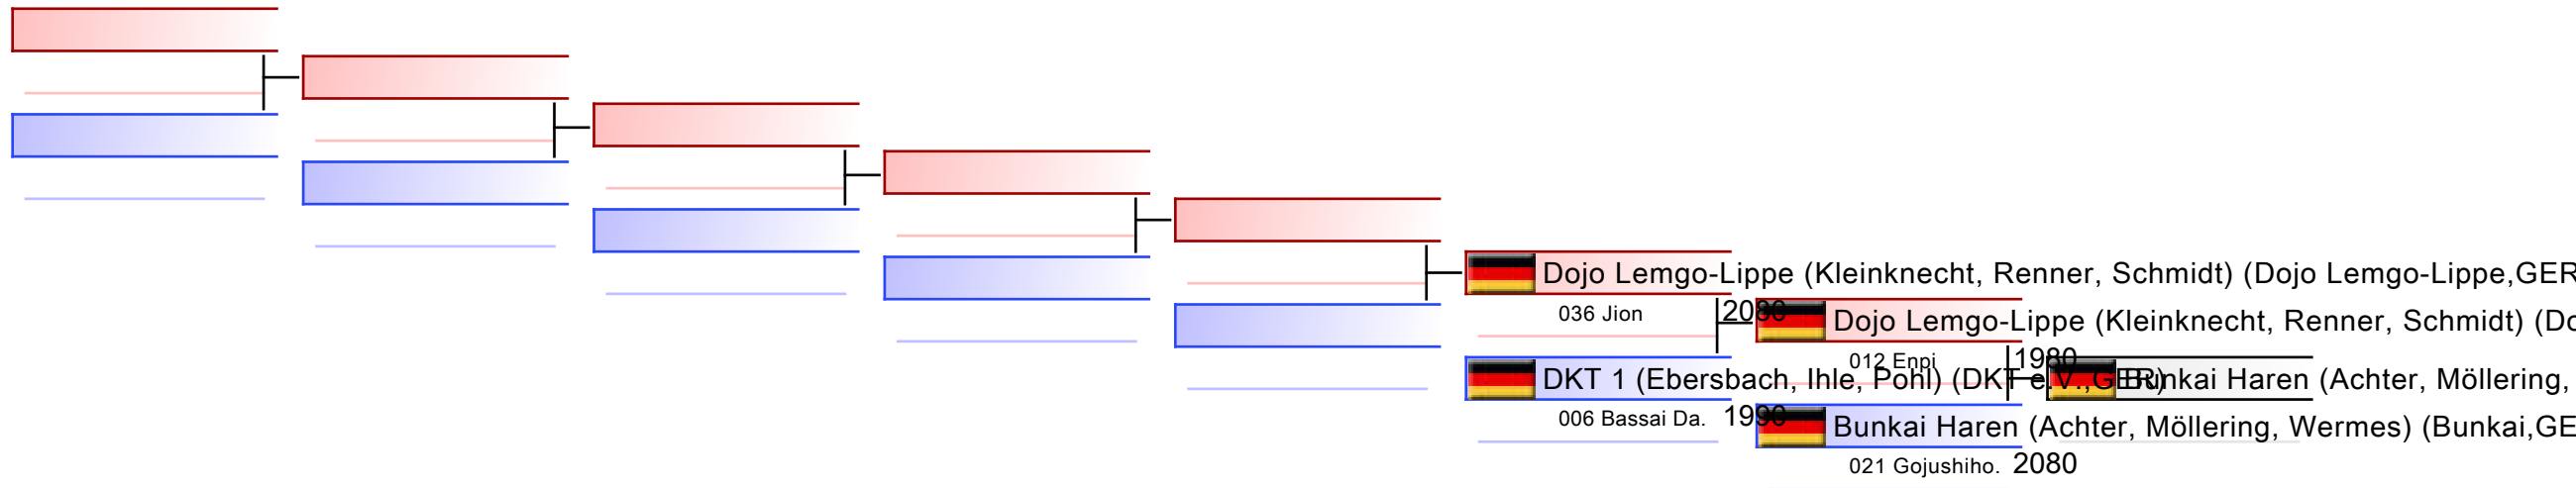 Dojo Lemgo-Lippe (Kleinknecht, Renner, Schmidt) (Dojo Lemgo-Lippe,GER
036 Jion 2080
Dojo Lemgo-Lippe (Kleinknecht, Renner, Schmidt) (Do
012 Enpi 1980
DKT 1 (Ebersbach, Ihle, Pohl) (DKT e.V.,GER)
Bunkai Haren (Achter, Möllering,
006 Bassai Da. 1990
Bunkai Haren (Achter, Möllering, Wermes) (Bunkai,GE
021 Gojushiho. 2080